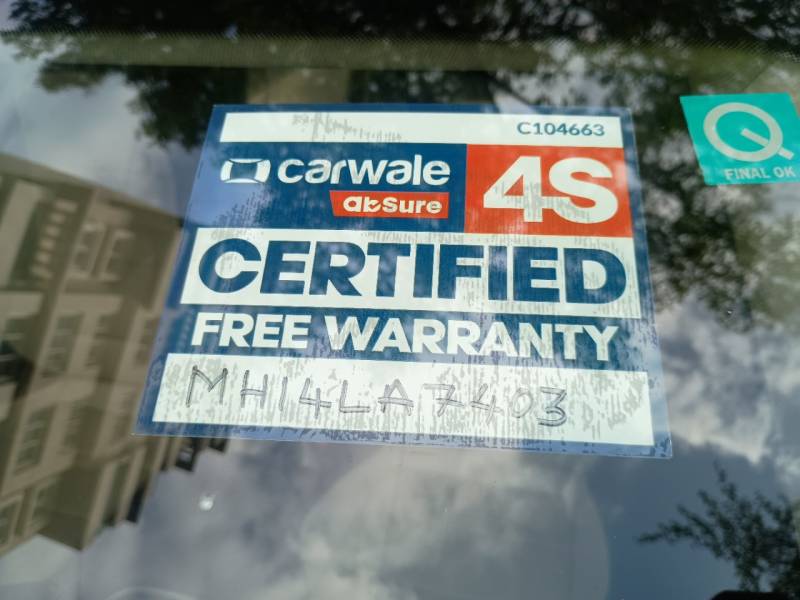 C104663
carwale
abSure
4S
CERTIFIED
FREE WARRANTY
MH14LA7403
Q
FINAL OK